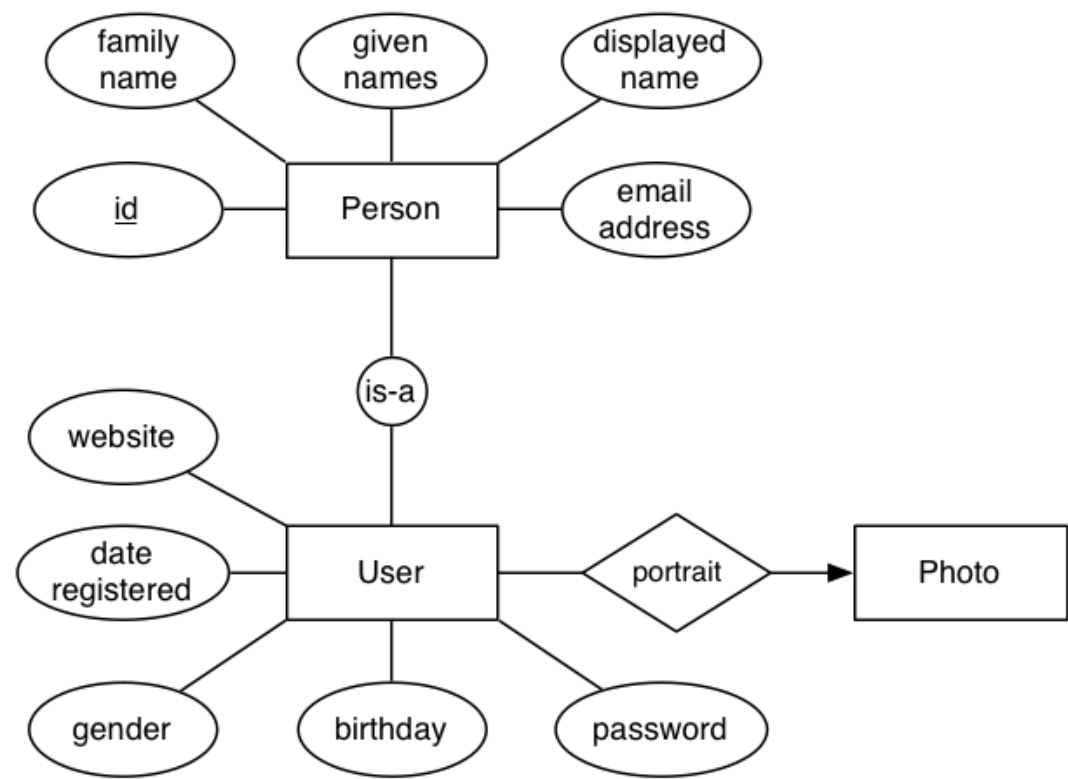 family
name
given
names
displayed
name
id
Person
email
address
is-a
website
date
registered
User
portrait
Photo
gender
birthday
password